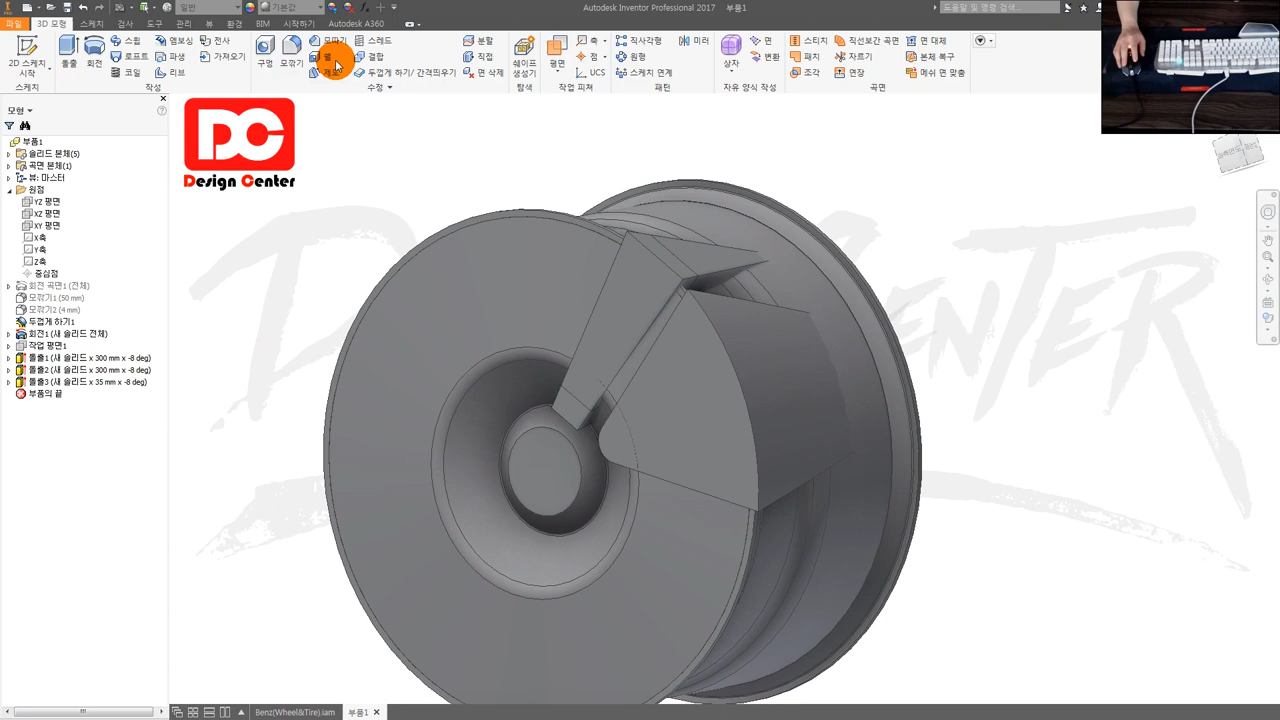 일반
기본값
Autodesk Inventor Professional 2017 부품1
도움말 및 명령 검색...
파일 3D 모형 스케치 검사 도구 관리 뷰 환경 BIM 시작하기 Autodesk A360
2D 스케치 시작
돌출
회전
스윕 엠보싱 전사
로프트 파생 가져오기
코일 리브
구멍
모깎기
모따기 스레드
쉘 결합
제도 두껍게 하기/간격띄우기
분할
직접
면 삭제
쉐이프 생성기
평면
축
점
UCS
직사각형 미러
원형
스케치 연계
상자
면
변환
스티치 직선보간 곡면 면 대체
패치 자르기 본체 복구
조각 연장 메쉬 면 맞춤
스케치 작성 수정 탐색 작업 피쳐 패턴 자유 양식 작성 곡면
모형
부품1
솔리드 본체(5)
곡면 본체(1)
뷰: 마스터
원점
YZ 평면
XZ 평면
XY 평면
X축
Y축
Z축
중심점
회전 곡면1 (전체)
모깎기1 (50 mm)
모깎기2 (4 mm)
두껍게 하기1
회전1 (새 솔리드 전체)
작업 평면1
돌출1 (새 솔리드 x 300 mm x -8 deg)
돌출2 (새 솔리드 x 300 mm x -8 deg)
돌출3 (새 솔리드 x 35 mm x -8 deg)
부품의 끝
DC
Design Center
Benz(Wheel&Tire).iam 부품1